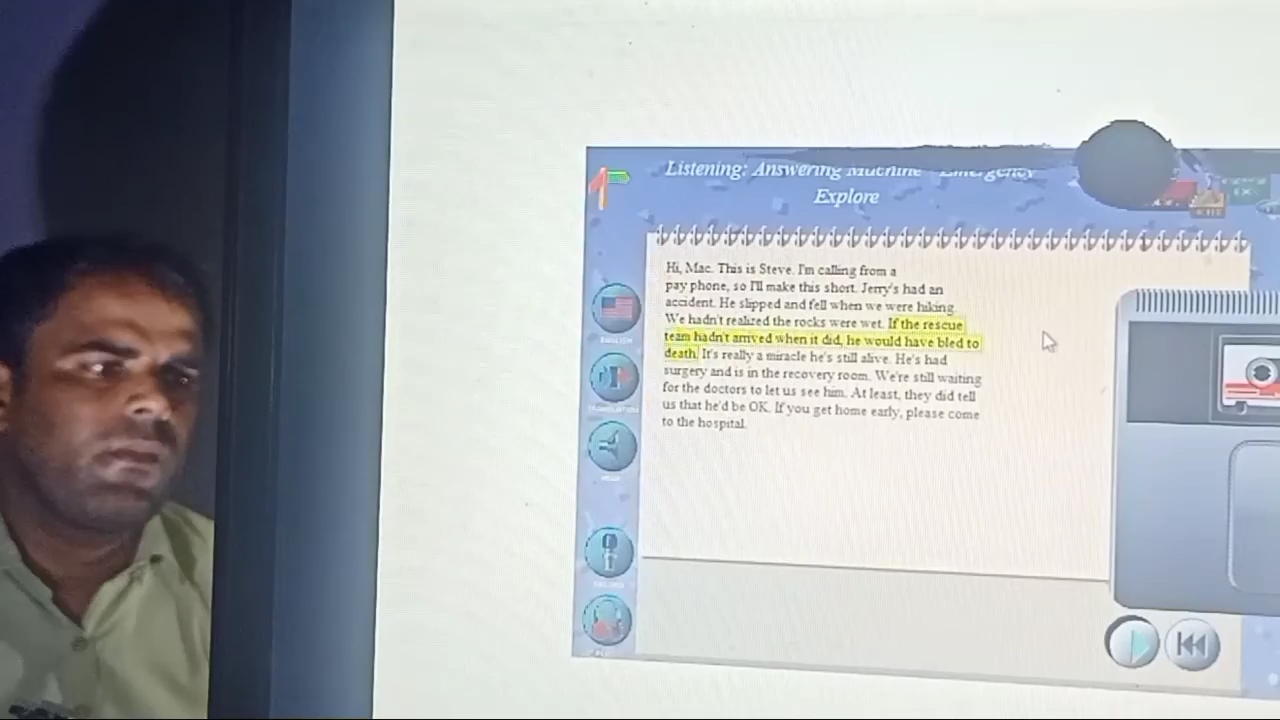 Listening: Answering Machine - Emergency
Explore
Hi, Mac. This is Steve. I'm calling from a
pay phone, so I'll make this short. Jerry's had an
accident. He slipped and fell when we were hiking.
We hadn't realized the rocks were wet. If the rescue
team hadn't arrived when it did, he would have bled to
death. It's really a miracle he's still alive. He's had
surgery and is in the recovery room. We're still waiting
for the doctors to let us see him. At least, they did tell
us that he'd be OK. If you get home early, please come
to the hospital.
ENGLISH
TRANSLATION